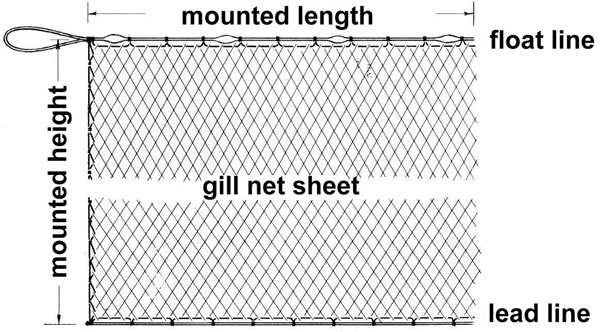 mounted length
float line
mounted height
gill net sheet
lead line